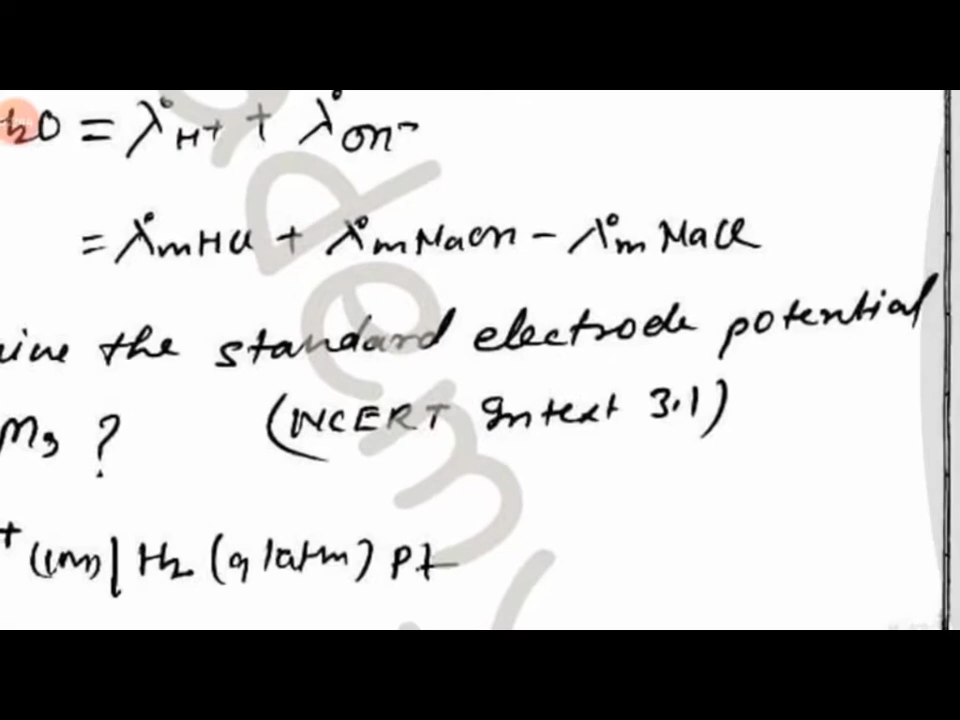 H₂O = λ°H⁺ + λ°OH⁻
= λ°m HCl + λ°m NaOH - λ°m NaCl
the standard electrode potential
Mg ? (NCERT Intext 3.1)
+ (1M) | H₂ (g 1atm) Pt